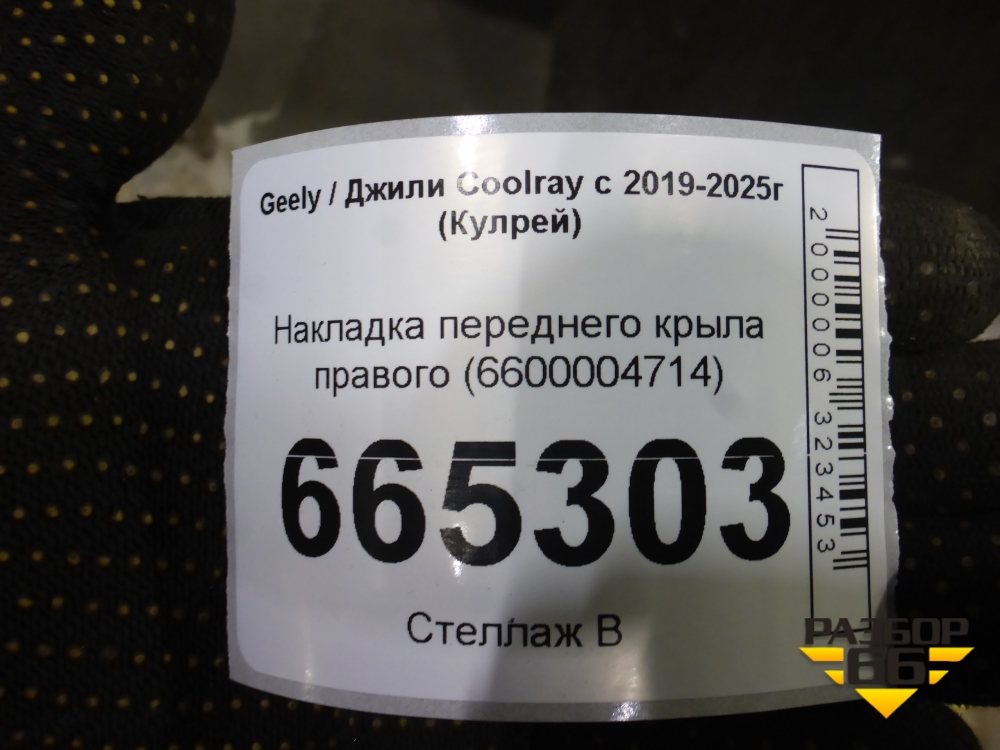 Geely / Джили Coolray с 2019-2025г
(Кулрей)
Накладка переднего крыла
правого (6600004714)
665303
Стеллаж В
2000006323453
РАЗБОР
66